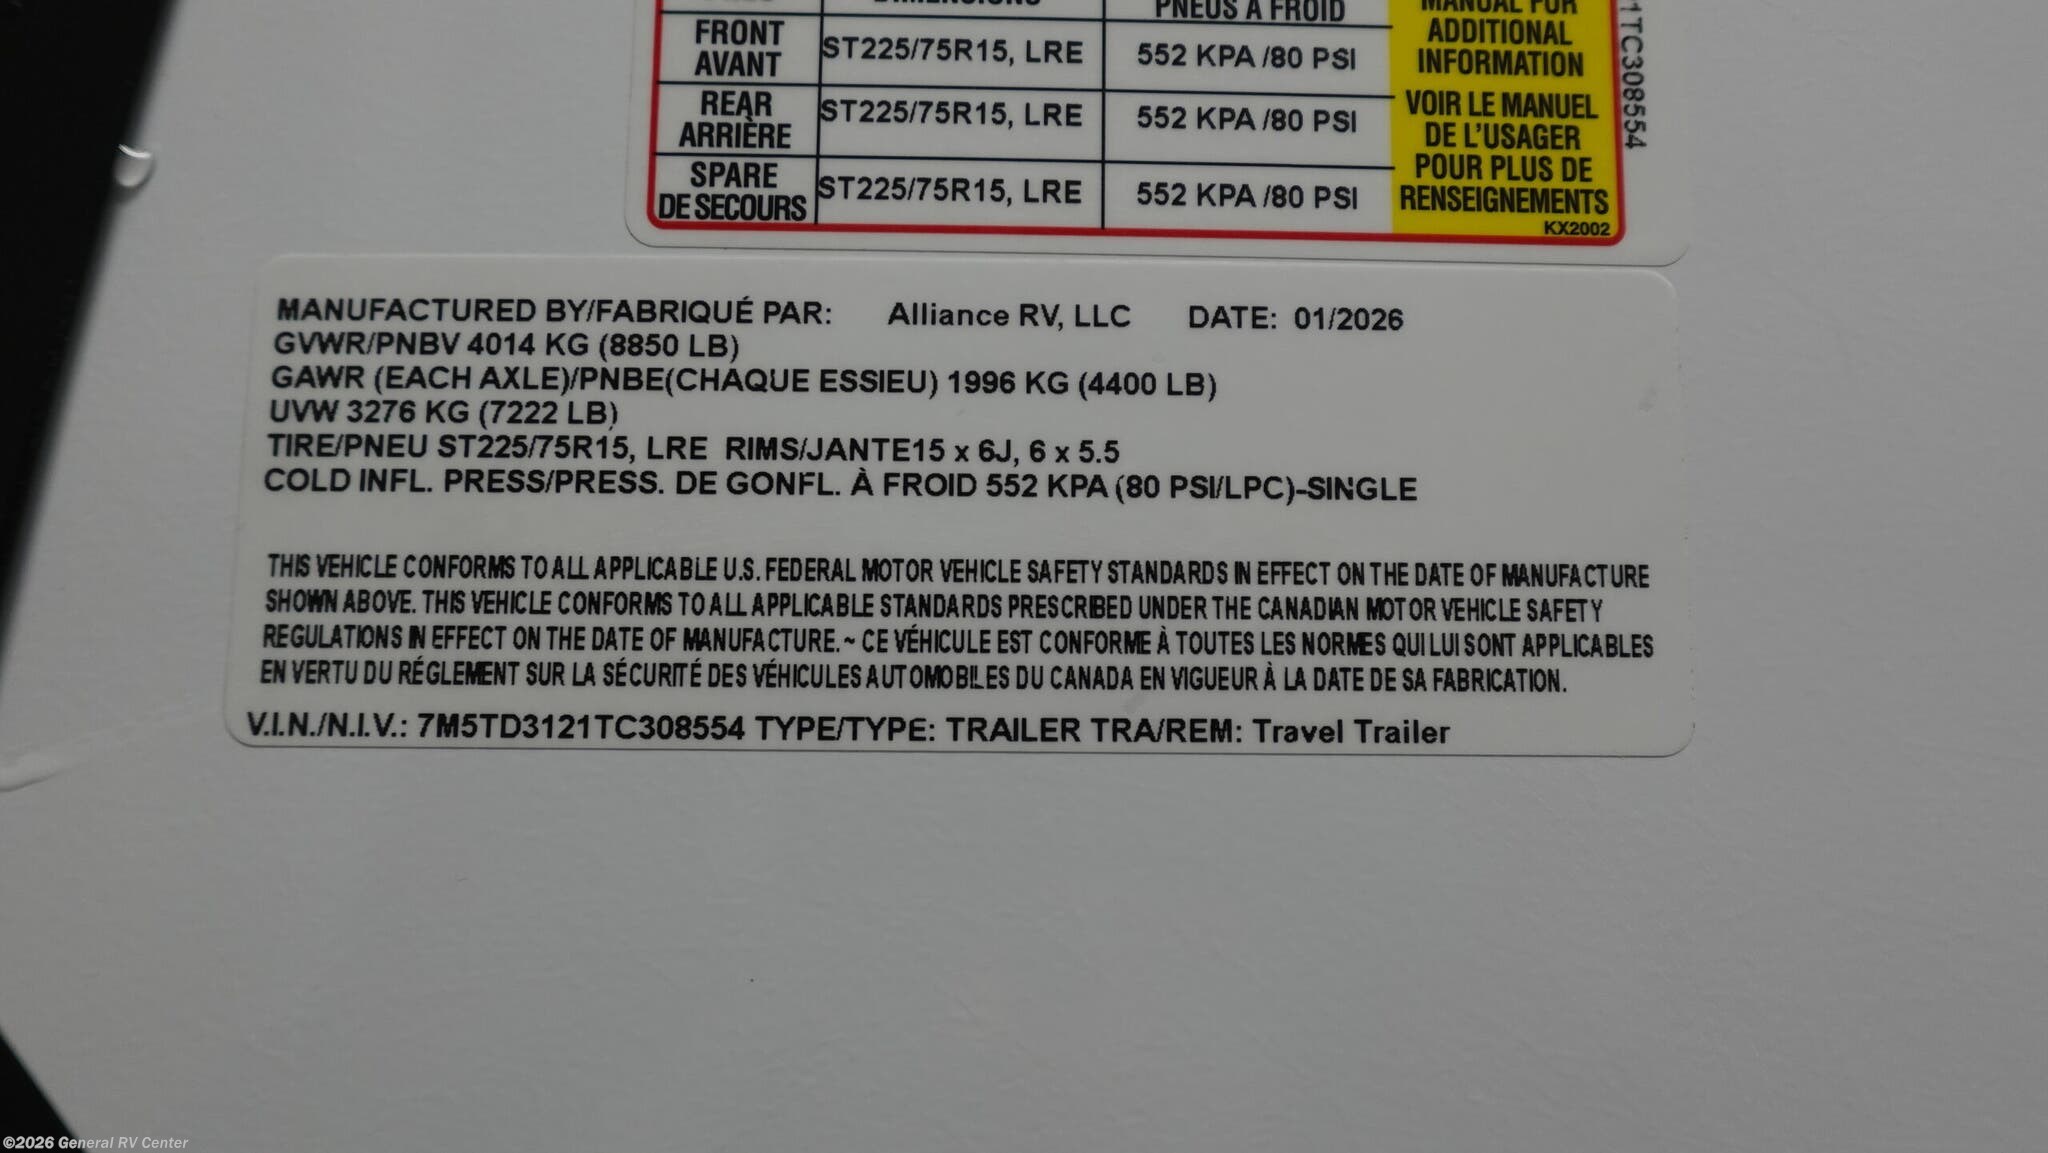 DIMENSIONS PNEUS À FROID MANUAL FOR
FRONT AVANT ST225/75R15, LRE 552 KPA /80 PSI ADDITIONAL INFORMATION
REAR ARRIÈRE ST225/75R15, LRE 552 KPA /80 PSI VOIR LE MANUEL DE L'USAGER
SPARE DE SECOURS ST225/75R15, LRE 552 KPA /80 PSI POUR PLUS DE RENSEIGNEMENTS
KX2002
1TC308554
MANUFACTURED BY/FABRIQUÉ PAR: Alliance RV, LLC DATE: 01/2026
GVWR/PNBV 4014 KG (8850 LB)
GAWR (EACH AXLE)/PNBE(CHAQUE ESSIEU) 1996 KG (4400 LB)
UVW 3276 KG (7222 LB)
TIRE/PNEU ST225/75R15, LRE RIMS/JANTE15 x 6J, 6 x 5.5
COLD INFL. PRESS/PRESS. DE GONFL. À FROID 552 KPA (80 PSI/LPC)-SINGLE
THIS VEHICLE CONFORMS TO ALL APPLICABLE U.S. FEDERAL MOTOR VEHICLE SAFETY STANDARDS IN EFFECT ON THE DATE OF MANUFACTURE
SHOWN ABOVE. THIS VEHICLE CONFORMS TO ALL APPLICABLE STANDARDS PRESCRIBED UNDER THE CANADIAN MOTOR VEHICLE SAFETY
REGULATIONS IN EFFECT ON THE DATE OF MANUFACTURE. ~ CE VÉHICULE EST CONFORME À TOUTES LES NORMES QUI LUI SONT APPLICABLES
EN VERTU DU RÉGLEMENT SUR LA SÉCURITÉ DES VÉHICULES AUTOMOBILES DU CANADA EN VIGUEUR À LA DATE DE SA FABRICATION.
V.I.N./N.I.V.: 7M5TD3121TC308554 TYPE/TYPE: TRAILER TRA/REM: Travel Trailer
©2026 General RV Center